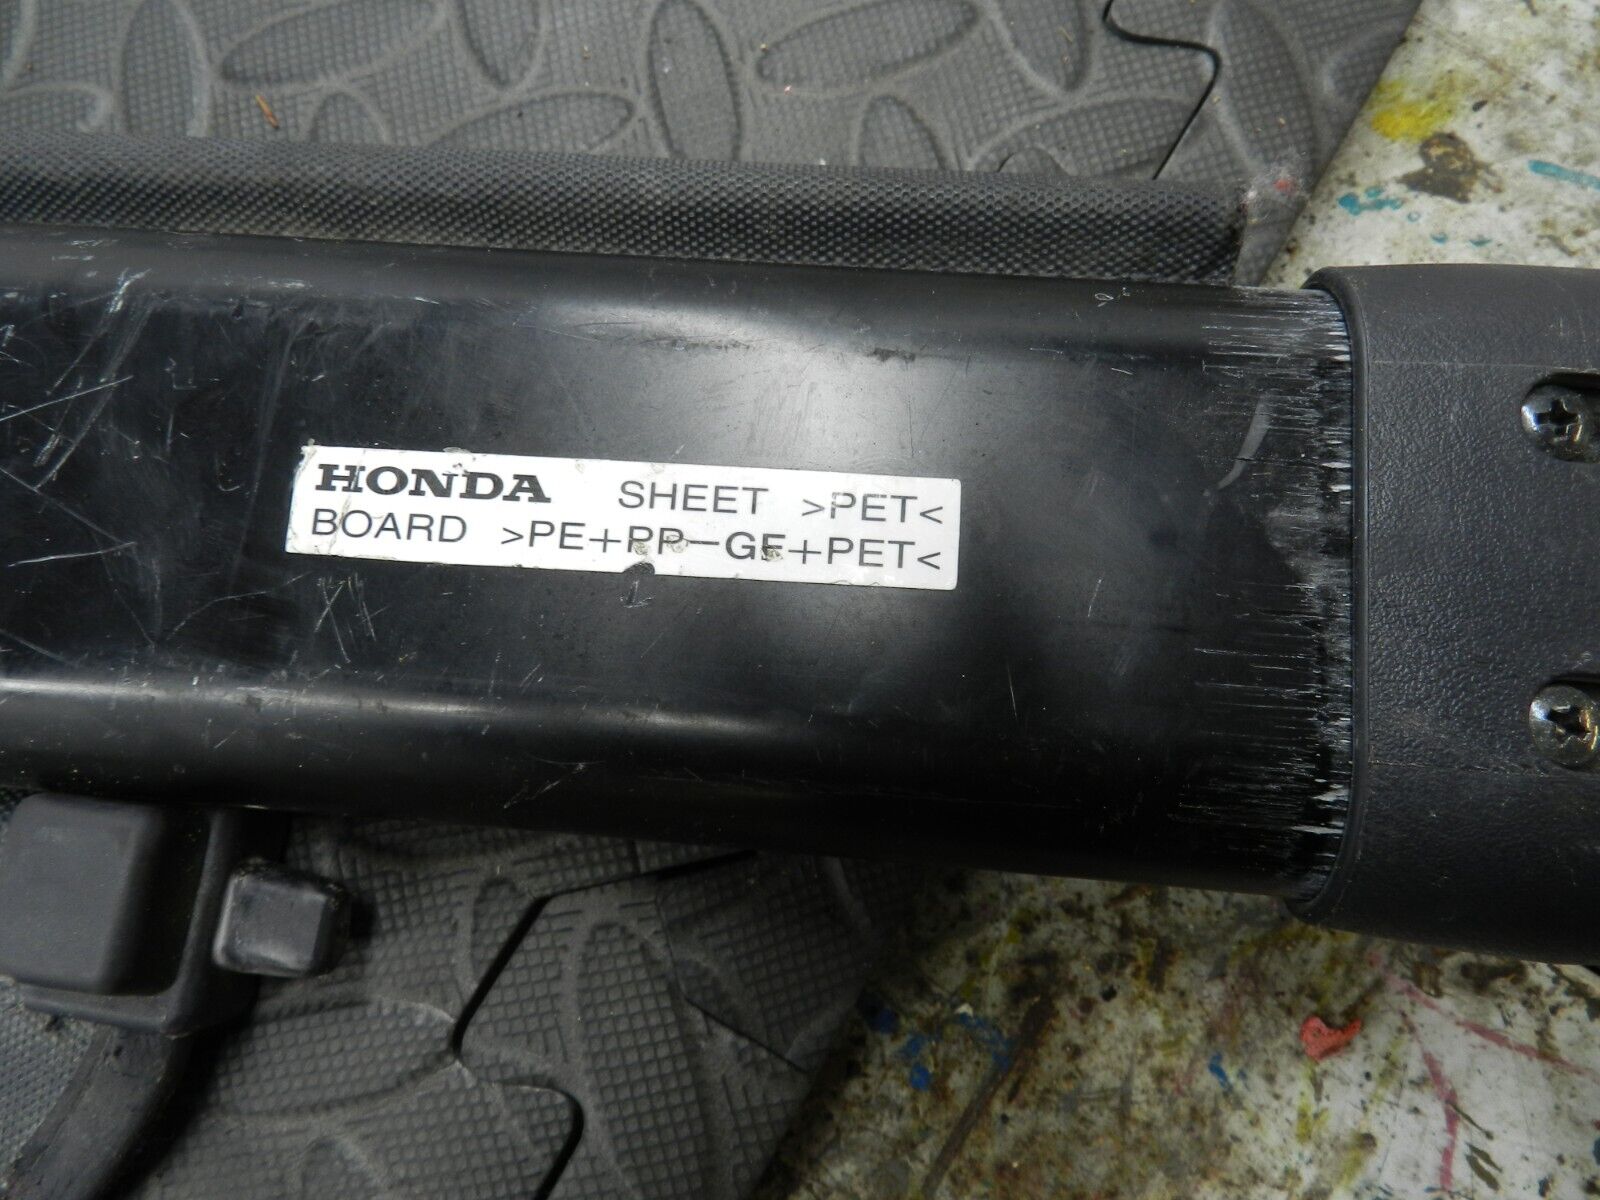 HONDA SHEET >PET<
BOARD >PE+PP-GF+PET<